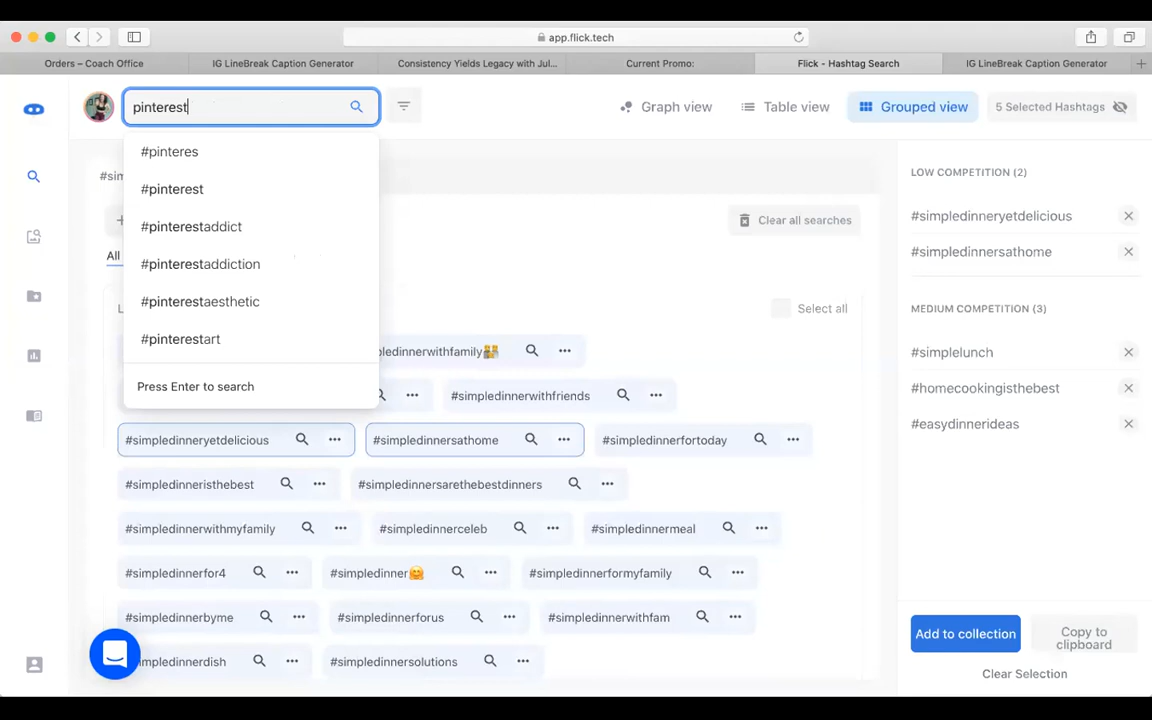 app.flick.tech
Orders – Coach Office
IG LineBreak Caption Generator
Consistency Yields Legacy with Jul...
Current Promo:
Flick - Hashtag Search
IG LineBreak Caption Generator
pinterest
Graph view
Table view
Grouped view
5 Selected Hashtags
#pinteres
#pinterest
#pinterestaddict
#pinterestaddiction
#pinterestaesthetic
#pinterestart
Press Enter to search
#sim
Clear all searches
All
L
Select all
pledinnerwithfamily👯
#simpledinnerwithfriends
#simpledinneryetdelicious
#simpledinnersathome
#simpledinnerfortoday
#simpledinneristhebest
#simpledinnersarethebestdinners
#simpledinnerwithmyfamily
#simpledinnerceleb
#simpledinnermeal
#simpledinnerfor4
#simpledinner🤗
#simpledinnerformyfamily
#simpledinnerbyme
#simpledinnerforus
#simpledinnerwithfam
mpledinnerdish
#simpledinnersolutions
LOW COMPETITION (2)
#simpledinneryetdelicious
#simpledinnersathome
MEDIUM COMPETITION (3)
#simplelunch
#homecookingisthebest
#easydinnerideas
Add to collection
Copy to
clipboard
Clear Selection